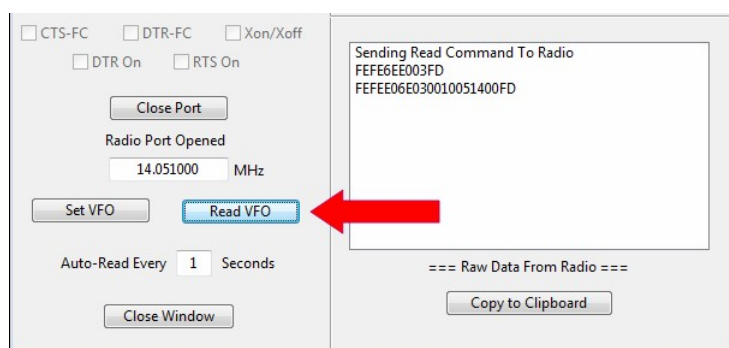 CTS-FC DTR-FC Xon/Xoff
DTR On RTS On
Close Port
Radio Port Opened
14.051000 MHz
Set VFO Read VFO
Auto-Read Every 1 Seconds
Close Window
Sending Read Command To Radio
FEFE6EE003FD
FEFEE06E030010051400FD
=== Raw Data From Radio ===
Copy to Clipboard